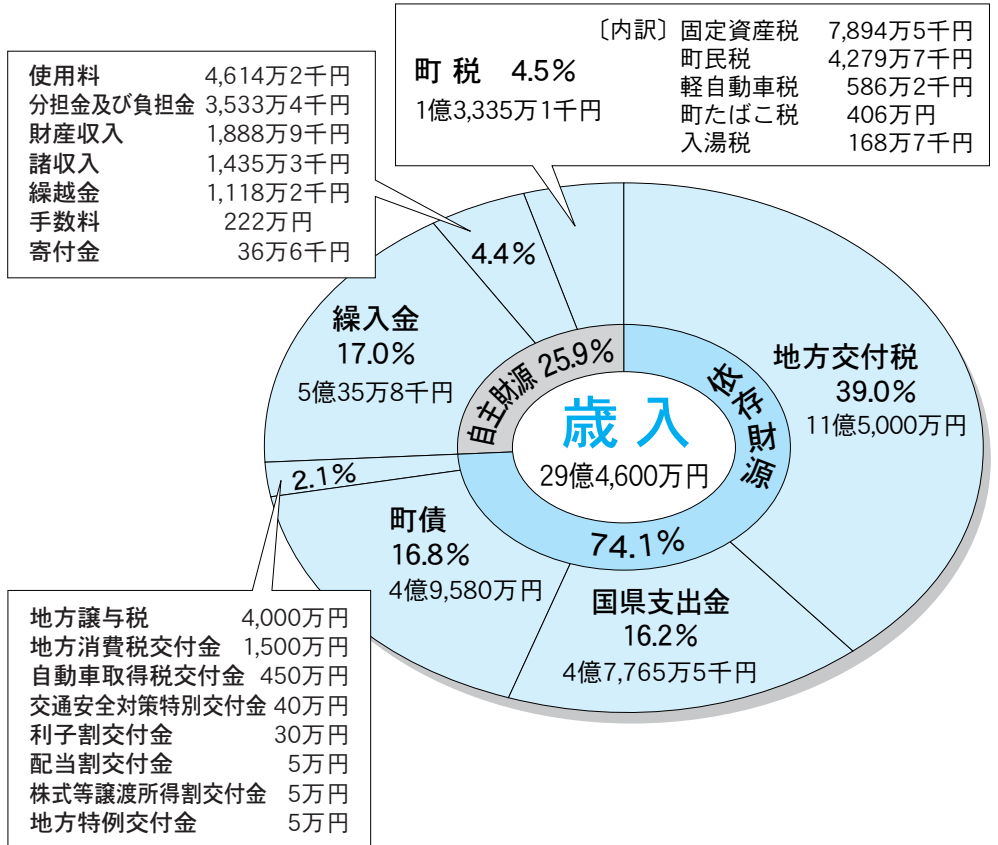 町税 4.5%
1億3,335万1千円
〔内訳〕 固定資産税 7,894万5千円
町民税 4,279万7千円
軽自動車税 586万2千円
町たばこ税 406万円
入湯税 168万7千円
使用料 4,614万2千円
分担金及び負担金 3,533万4千円
財産収入 1,888万9千円
諸収入 1,435万3千円
繰越金 1,118万2千円
手数料 222万円
寄付金 36万6千円
4.4%
繰入金
17.0%
5億35万8千円
自主財源 25.9%
依存財源
74.1%
歳入
29億4,600万円
地方交付税
39.0%
11億5,000万円
2.1%
町債
16.8%
4億9,580万円
国県支出金
16.2%
4億7,765万5千円
地方譲与税 4,000万円
地方消費税交付金 1,500万円
自動車取得税交付金 450万円
交通安全対策特別交付金 40万円
利子割交付金 30万円
配当割交付金 5万円
株式等譲渡所得割交付金 5万円
地方特例交付金 5万円